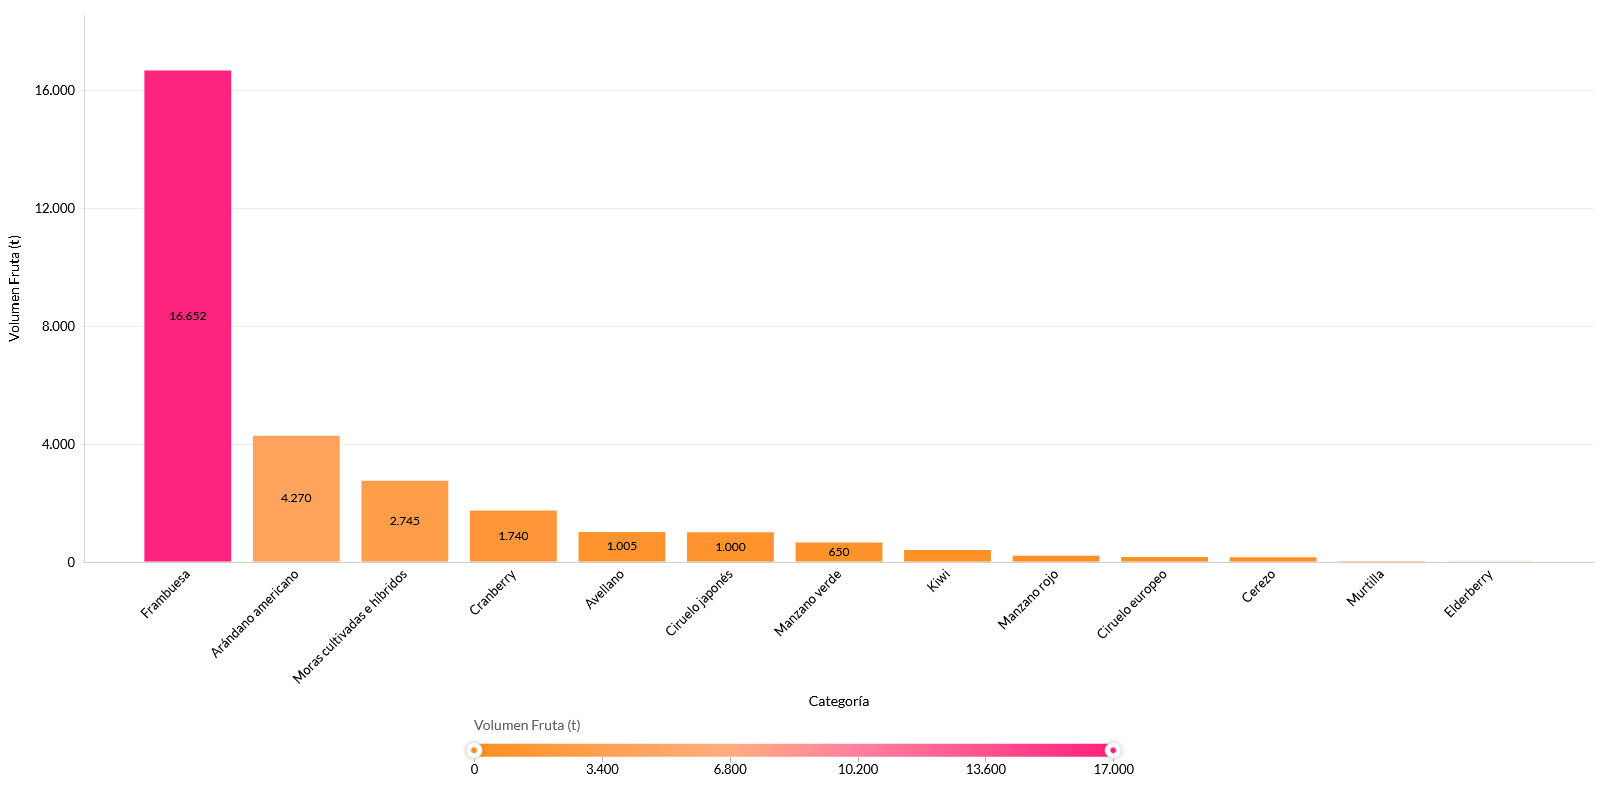 Volumen Fruta (t)
16.000
12.000
8.000
4.000
0
16.652
4.270
2.745
1.740
1.005
1.000
650
Frambuesa
Arándano americano
Moras cultivadas e híbridos
Cranberry
Avellano
Ciruelo japonés
Manzano verde
Kiwi
Manzano rojo
Ciruelo europeo
Cerezo
Murtilla
Elderberry
Categoría
Volumen Fruta (t)
0 3.400 6.800 10.200 13.600 17.000